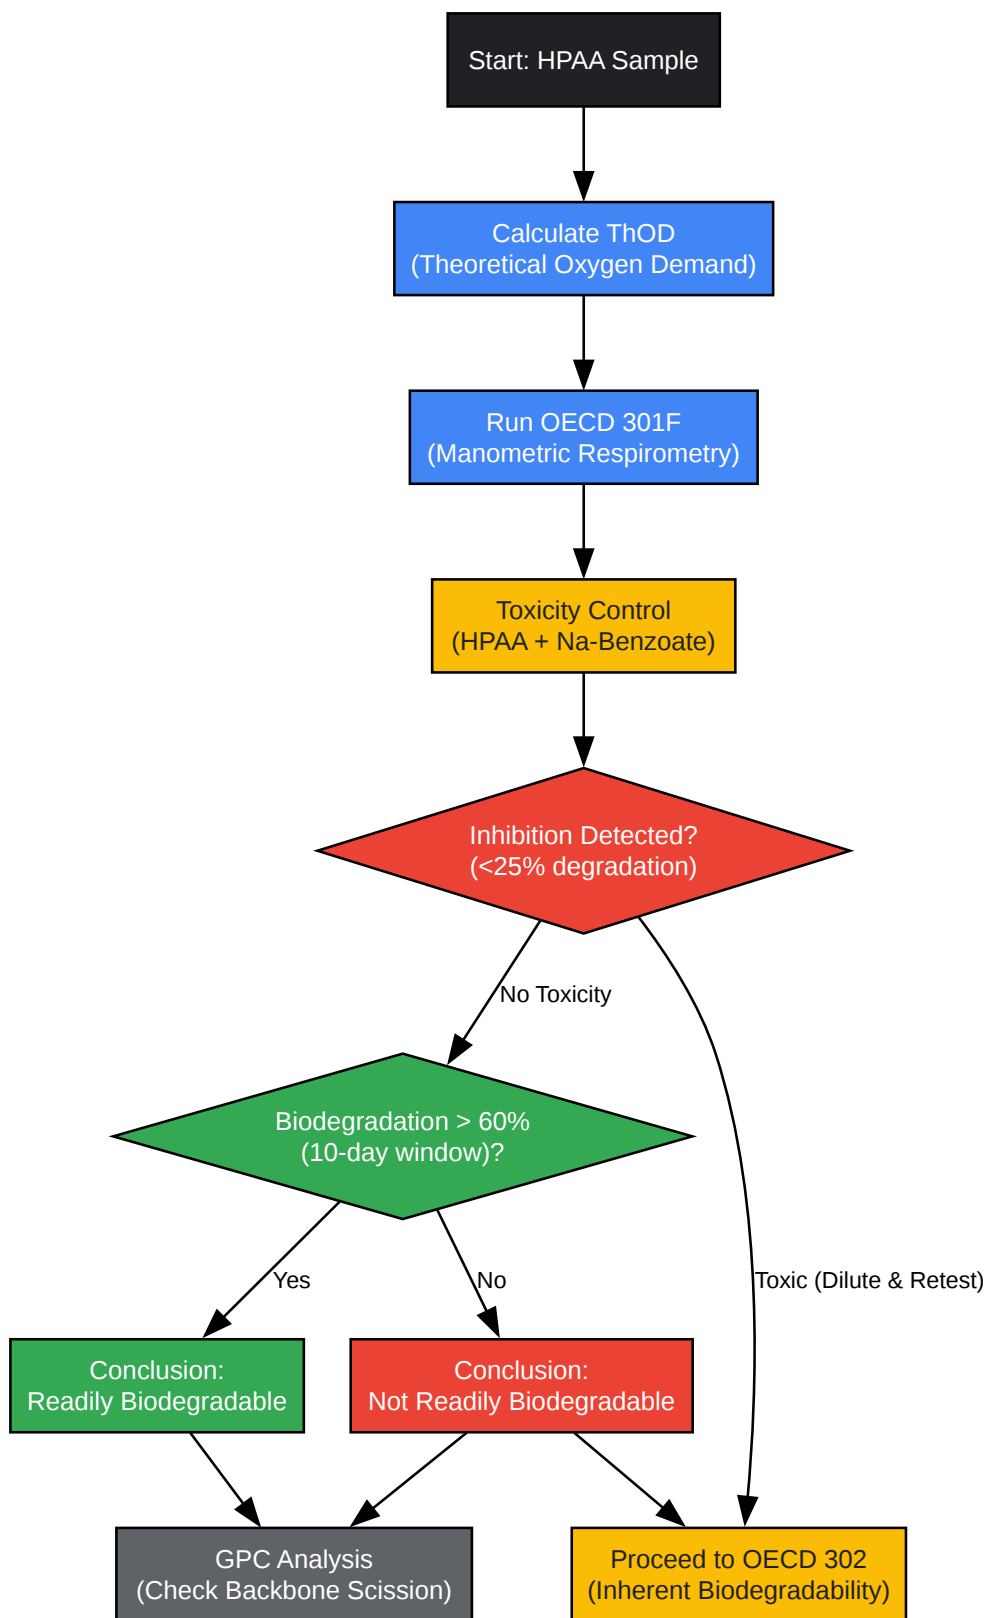 Start: HPAA Sample
Calculate ThOD
(Theoretical Oxygen Demand)
Run OECD 301F
(Manometric Respirometry)
Toxicity Control
(HPAA + Na-Benzoate)
Inhibition Detected?
(<25% degradation)
No Toxicity
Biodegradation > 60%
(10-day window)?
Yes
No
Toxic (Dilute & Retest)
Conclusion:
Readily Biodegradable
Conclusion:
Not Readily Biodegradable
GPC Analysis
(Check Backbone Scission)
Proceed to OECD 302
(Inherent Biodegradability)